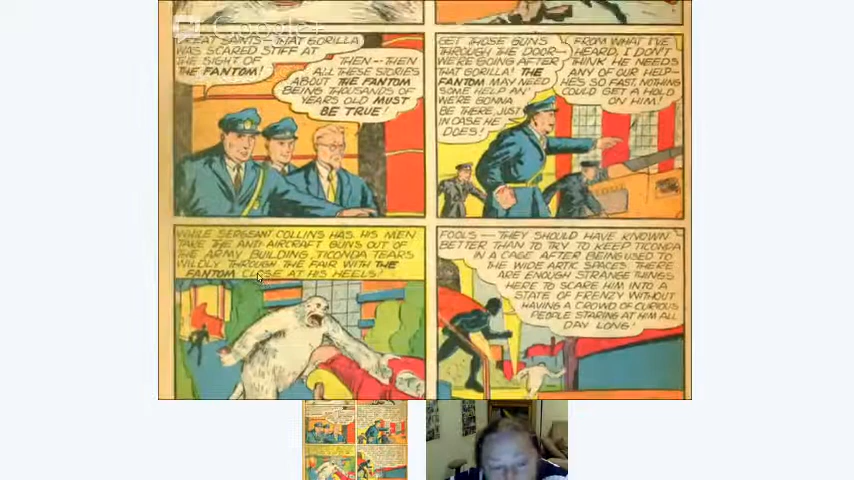 Google+
GREAT SAINTS — THAT GORILLA
WAS SCARED STIFF AT
THE SIGHT OF
THE FANTOM!
THEN — THEN
ALL THESE STORIES
ABOUT THE FANTOM
BEING THOUSANDS OF
YEARS OLD MUST
BE TRUE!
GET THOSE GUNS
THROUGH THE DOOR—
WE'RE GOING AFTER
THAT GORILLA! THE
FANTOM MAY NEED
SOME HELP AN'
WE'RE GONNA
BE THERE, JUST
IN CASE HE
DOES!
FROM WHAT I'VE
HEARD, I DON'T
THINK HE NEEDS
ANY OF OUR HELP—
HE'S SO FAST, NOTHING
COULD GET A HOLD
ON HIM!
WHILE SERGEANT COLLINS HAS HIS MEN
TAKE THE ANTI-AIRCRAFT GUNS OUT OF
THE ARMY BUILDING, TICONDA TEARS
WILDLY THROUGH THE FAIR WITH THE
FANTOM CLOSE AT HIS HEELS!
FOOLS — THEY SHOULD HAVE KNOWN
BETTER THAN TO TRY TO KEEP TICONDA
IN A CAGE AFTER BEING USED TO
THE WIDE ARTIC SPACES. THERE
ARE ENOUGH STRANGE THINGS
HERE TO SCARE HIM INTO A
STATE OF FRENZY WITHOUT
HAVING A CROWD OF CURIOUS
PEOPLE STARING AT HIM ALL
DAY LONG!